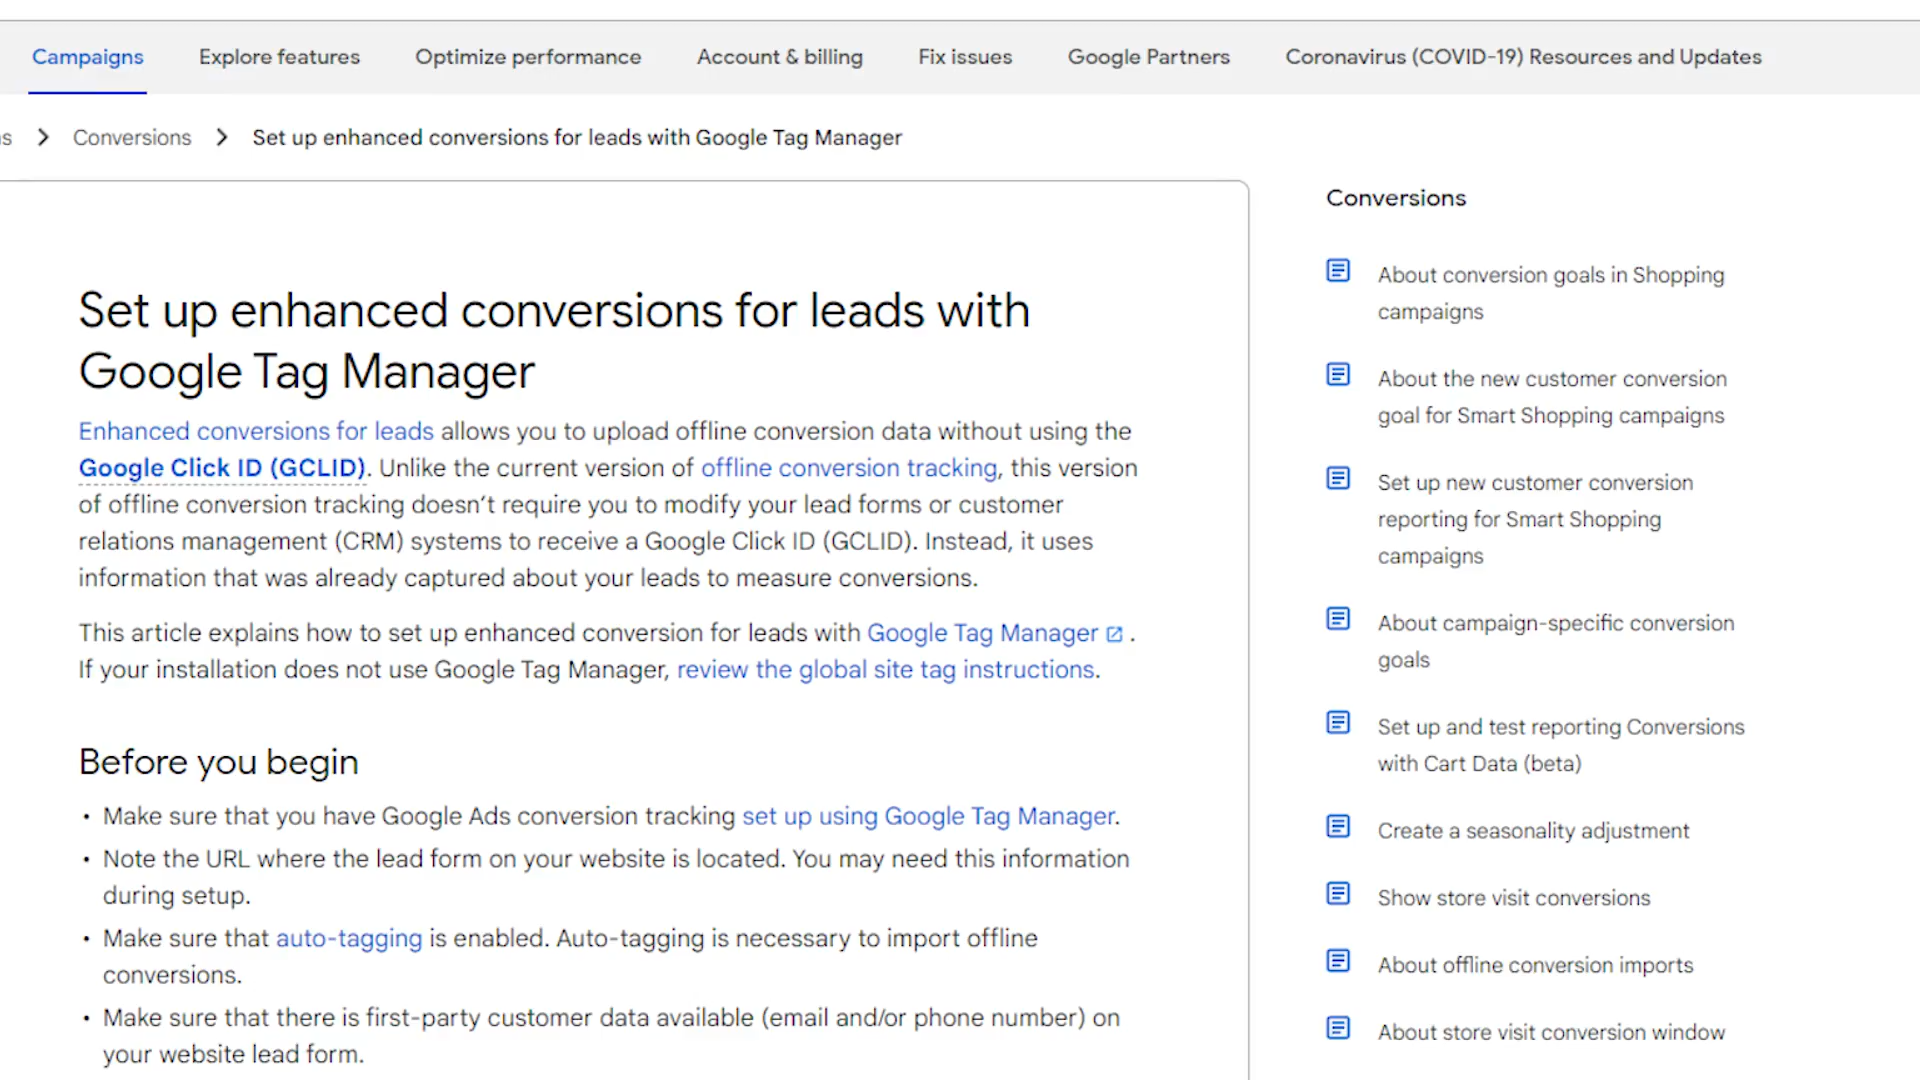 Campaigns Explore features Optimize performance Account & billing Fix issues Google Partners Coronavirus (COVID-19) Resources and Updates
Conversions Set up enhanced conversions for leads with Google Tag Manager
Set up enhanced conversions for leads with
Google Tag Manager
Enhanced conversions for leads allows you to upload offline conversion data without using the
Google Click ID (GCLID). Unlike the current version of offline conversion tracking, this version
of offline conversion tracking doesn't require you to modify your lead forms or customer
relations management (CRM) systems to receive a Google Click ID (GCLID). Instead, it uses
information that was already captured about your leads to measure conversions.
This article explains how to set up enhanced conversion for leads with Google Tag Manager .
If your installation does not use Google Tag Manager, review the global site tag instructions.
Before you begin
• Make sure that you have Google Ads conversion tracking set up using Google Tag Manager.
• Note the URL where the lead form on your website is located. You may need this information
during setup.
• Make sure that auto-tagging is enabled. Auto-tagging is necessary to import offline
conversions.
• Make sure that there is first-party customer data available (email and/or phone number) on
your website lead form.
Conversions
About conversion goals in Shopping
campaigns
About the new customer conversion
goal for Smart Shopping campaigns
Set up new customer conversion
reporting for Smart Shopping
campaigns
About campaign-specific conversion
goals
Set up and test reporting Conversions
with Cart Data (beta)
Create a seasonality adjustment
Show store visit conversions
About offline conversion imports
About store visit conversion window